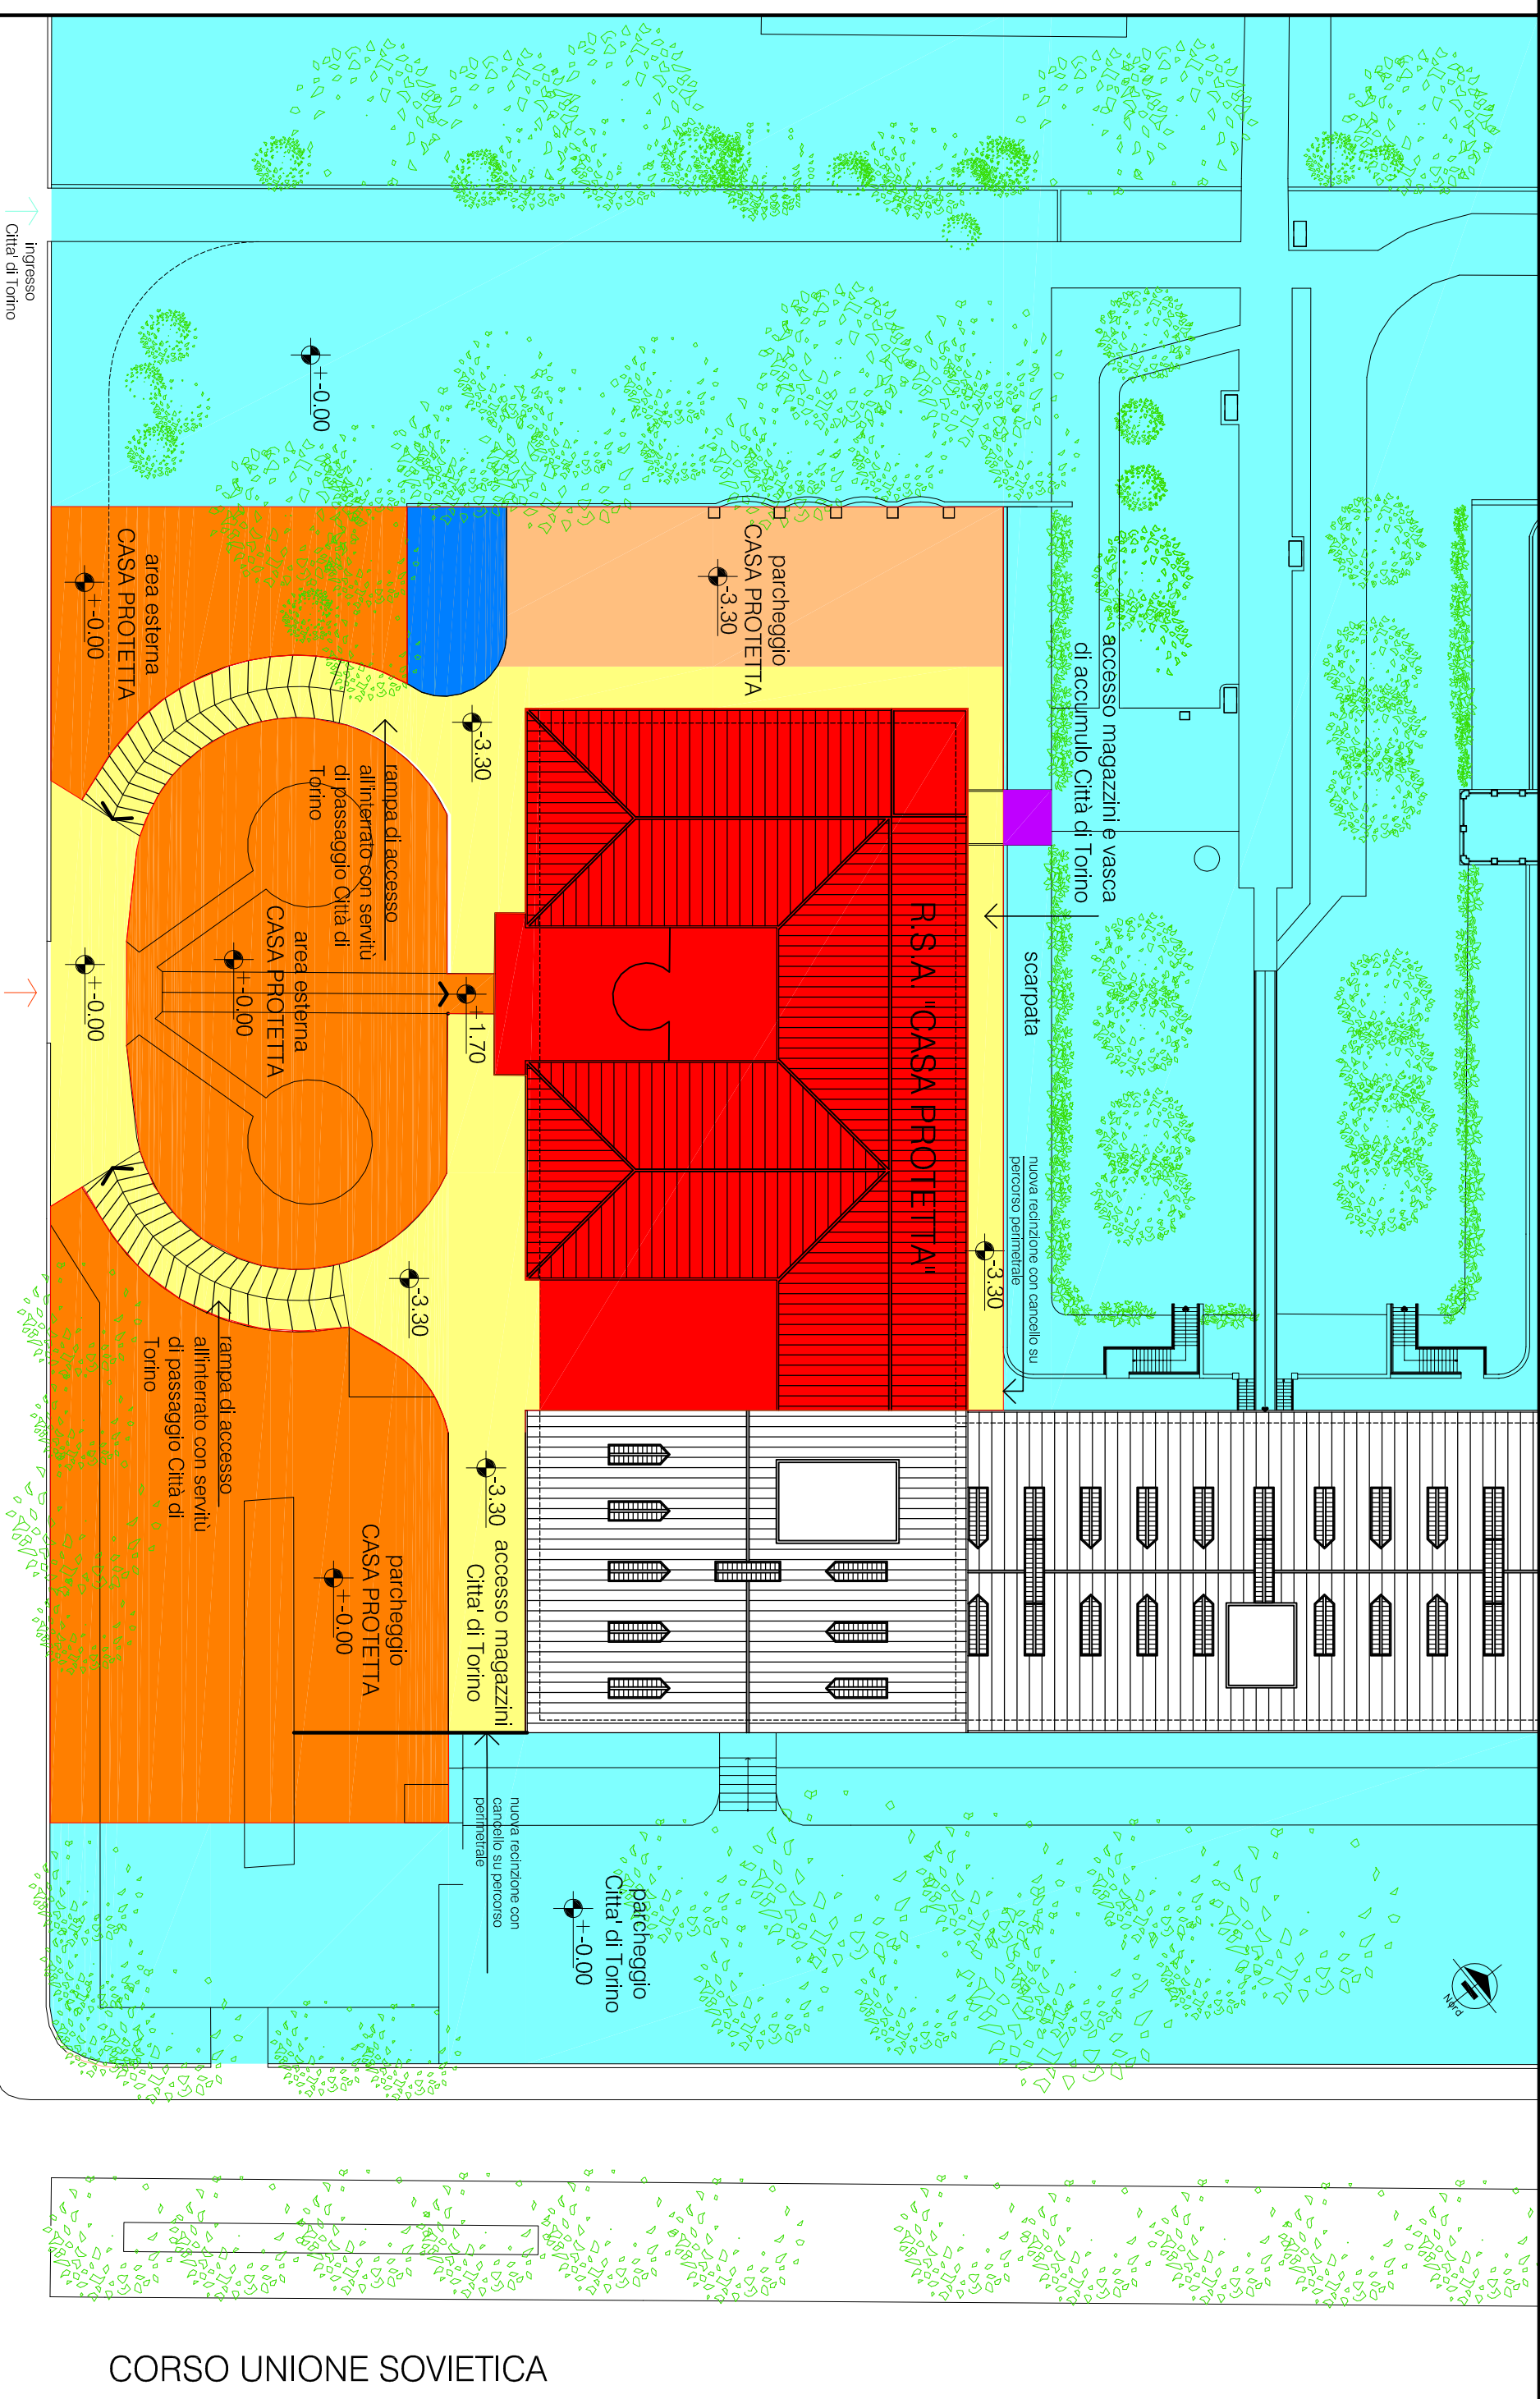 ingresso
Citta' di Torino
+-0.00
area esterna
CASA PROTETTA
+-0.00
parcheggio
CASA PROTETTA
-3.30
accesso magazzini e vasca
di accumulo Città di Torino
-3.30
rampa di accesso
all'interrato con servitù
di passaggio Città di
Torino
area esterna
CASA PROTETTA
+-0.00
+-0.00
+1.70
R.S.A. "CASA PROTETTA"
scarpata
nuova recinzione con cancello su
percorso perimetrale
-3.30
-3.30
rampa di accesso
all'interrato con servitù
di passaggio Città di
Torino
-3.30
accesso magazzini
Citta' di Torino
parcheggio
CASA PROTETTA
+-0.00
nuova recinzione con
cancello su percorso
perimetrale
parcheggio
Citta' di Torino
+-0.00
Nord
CORSO UNIONE SOVIETICA